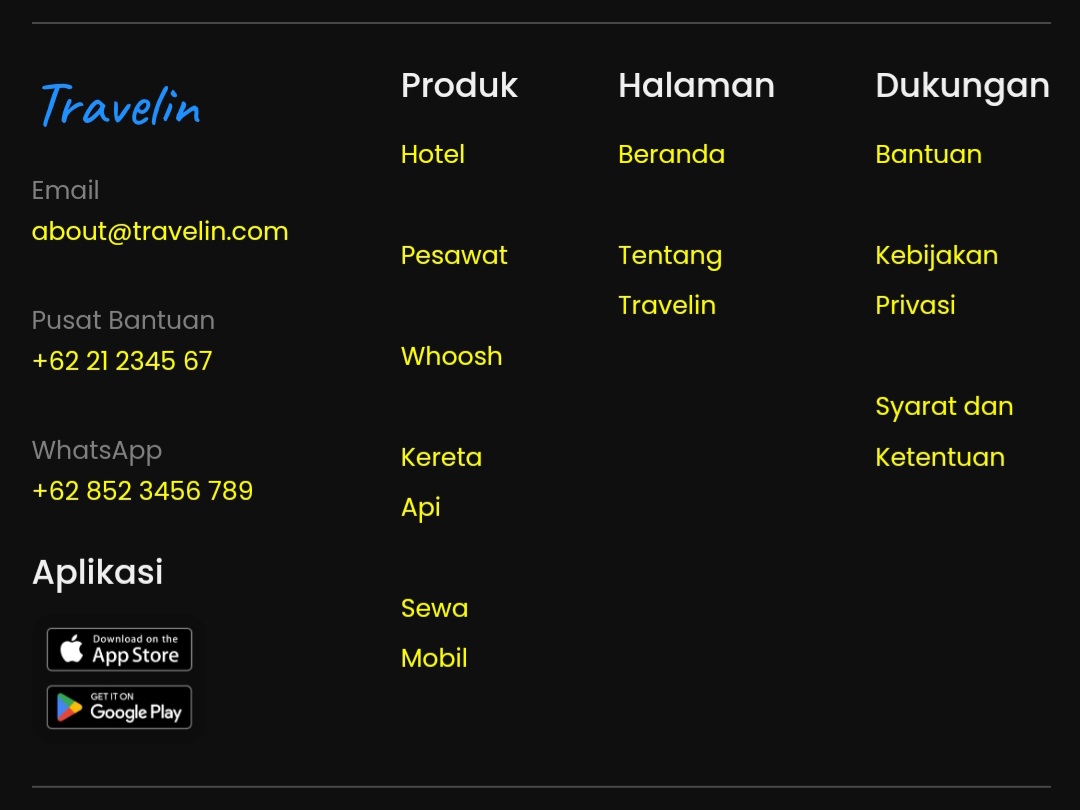 Travelin
Email
about@travelin.com
Pusat Bantuan
+62 21 2345 67
WhatsApp
+62 852 3456 789
Aplikasi
Download on the
App Store
GET IT ON
Google Play
Produk
Hotel
Pesawat
Whoosh
Kereta
Api
Sewa
Mobil
Halaman
Beranda
Tentang
Travelin
Dukungan
Bantuan
Kebijakan
Privasi
Syarat dan
Ketentuan